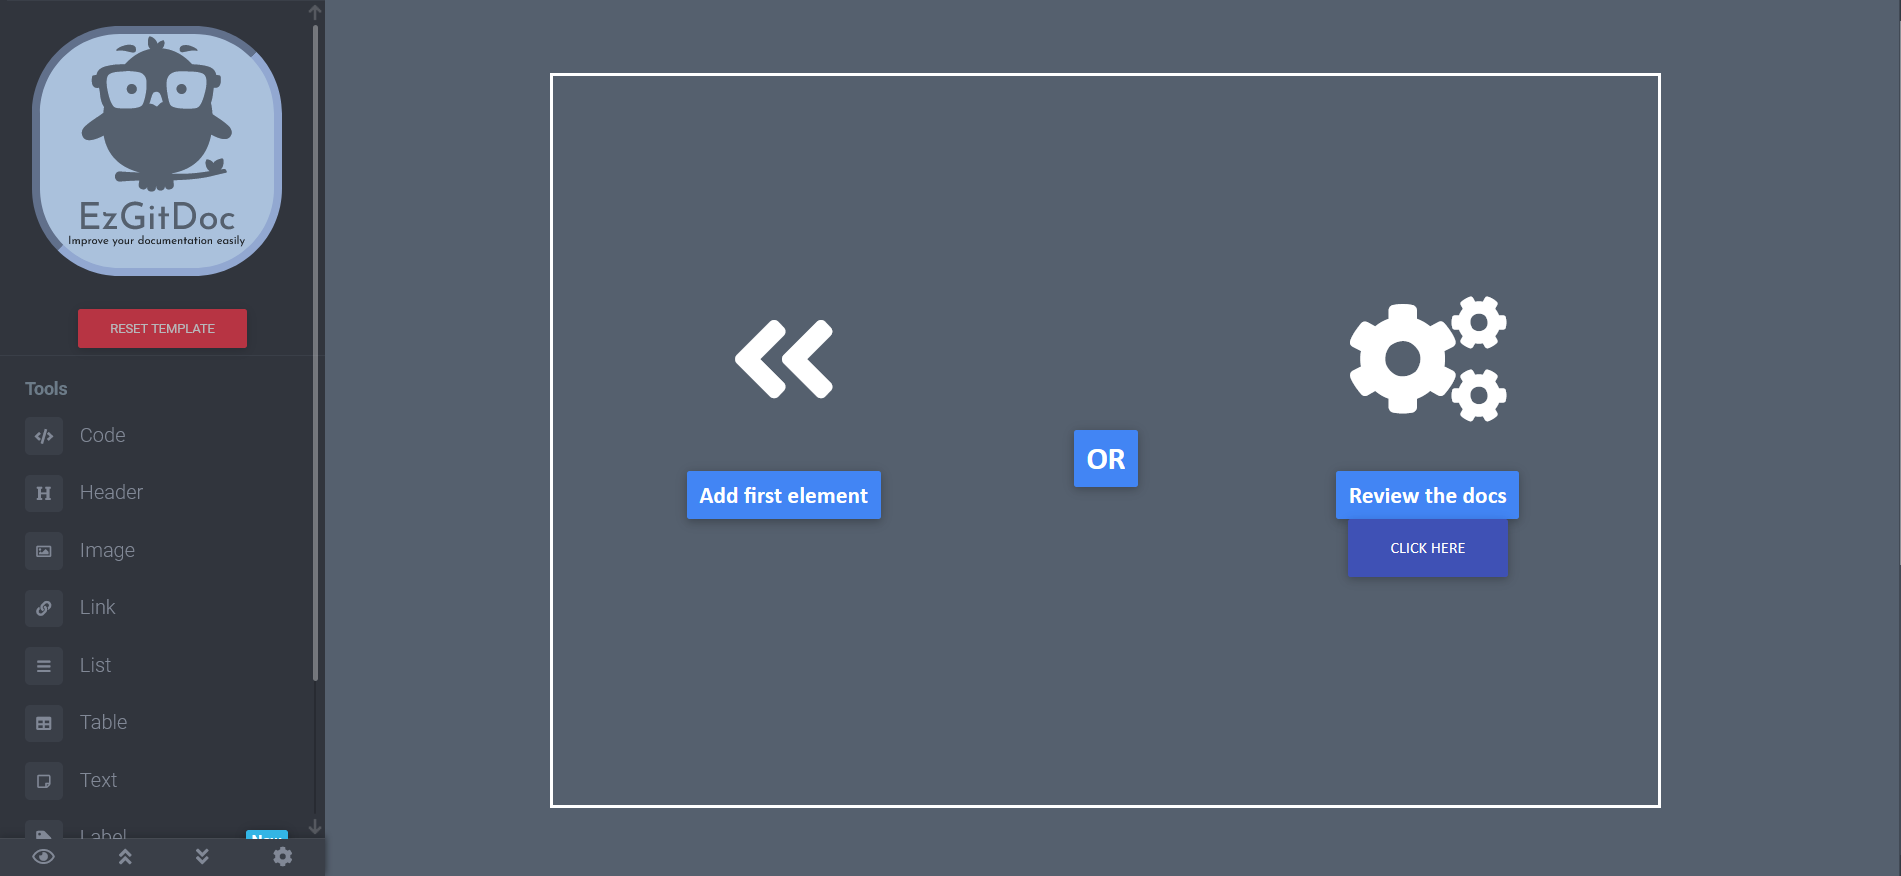 EzGitDoc
Improve your documentation easily
RESET TEMPLATE
Tools
Code
Header
Image
Link
List
Table
Text
Label
New
Add first element
OR
Review the docs
CLICK HERE